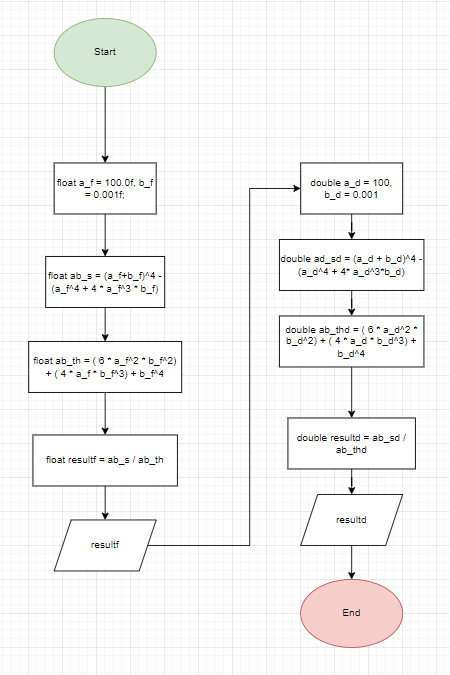 Start
float a_f = 100.0f, b_f
= 0.001f;
float ab_s = (a_f+b_f)^4 -
(a_f^4 + 4 * a_f^3 * b_f)
float ab_th = ( 6 * a_f^2 * b_f^2)
+ ( 4 * a_f * b_f^3) + b_f^4
float resultf = ab_s / ab_th
resultf
double a_d = 100,
b_d = 0.001
double ad_sd = (a_d + b_d)^4 -
(a_d^4 + 4* a_d^3*b_d)
double ab_thd = ( 6 * a_d^2 *
b_d^2) + ( 4 * a_d * b_d^3) +
b_d^4
double resultd = ab_sd /
ab_thd
resultd
End